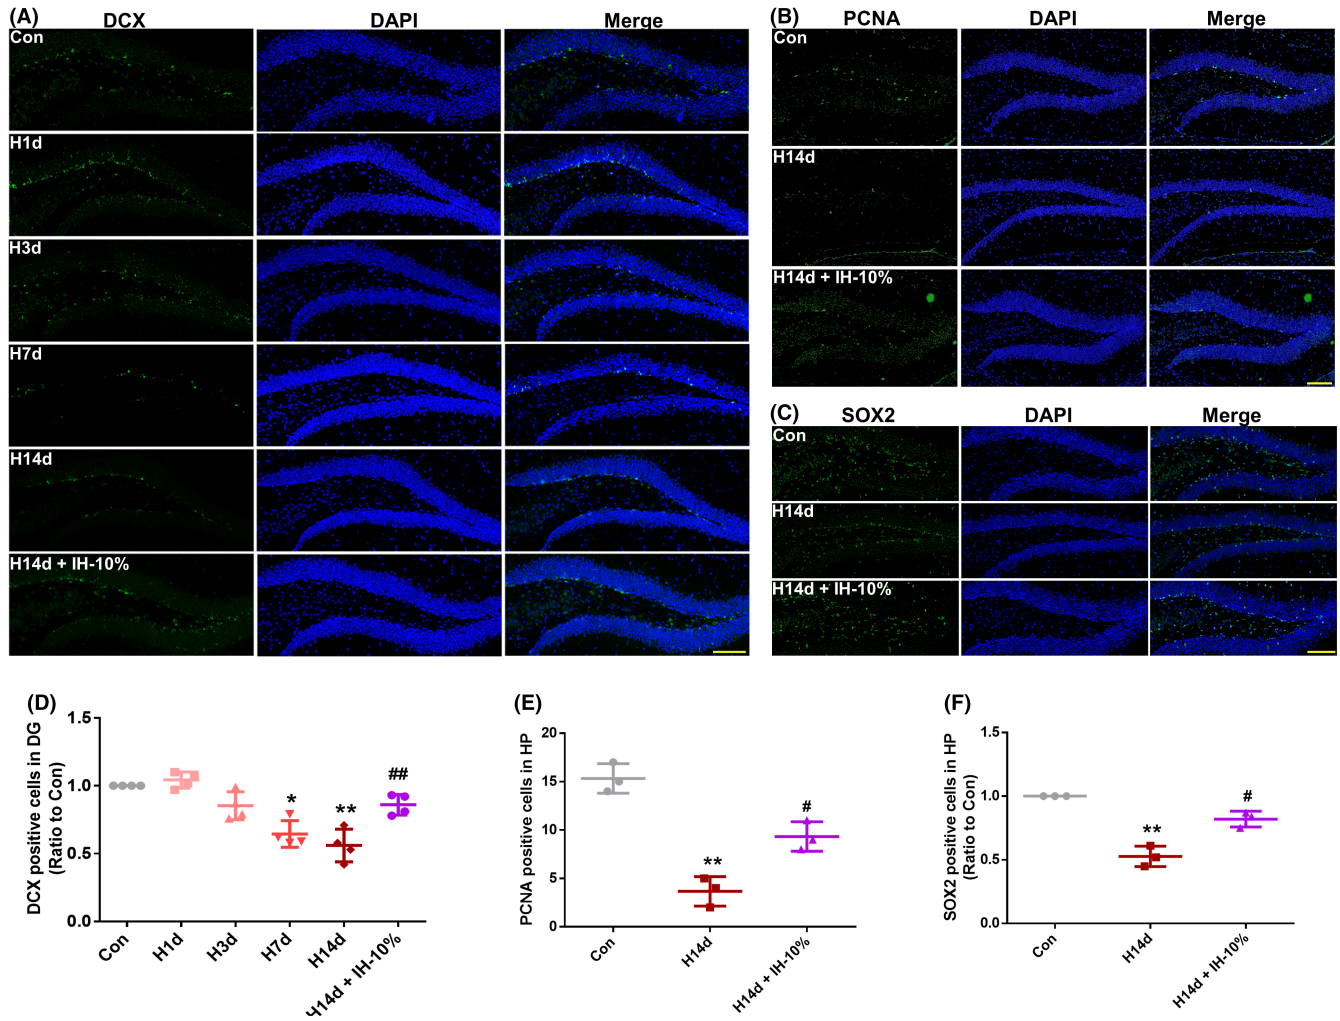 (A)
DCX DAPI Merge
Con
H1d
H3d
H7d
H14d
H14d + IH-10%
(B)
PCNA DAPI Merge
Con
H14d
H14d + IH-10%
(C)
SOX2 DAPI Merge
Con
H14d
H14d + IH-10%
(D)
DCX positive cells in DG
(Ratio to Con)
1.5
1.0
0.5
0.0
*
**
##
Con H1d H3d H7d H14d H14d + IH-10%
(E)
PCNA positive cells in HP
20
15
10
5
0
**
#
Con H14d H14d + IH-10%
(F)
SOX2 positive cells in HP
(Ratio to Con)
1.5
1.0
0.5
0.0
**
#
Con H14d H14d + IH-10%